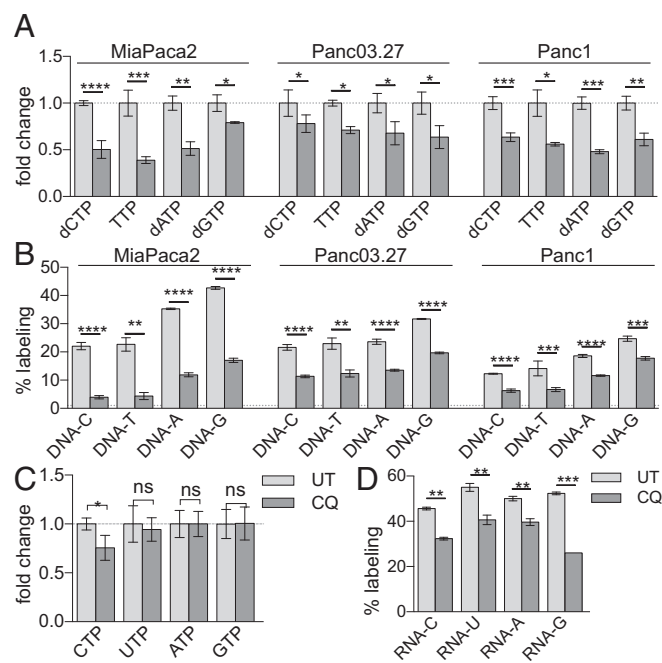 A
MiaPaca2 Panc03.27 Panc1
fold change
1.5
1.0
0.5
0.0
**** *** ** * * * * * *** * *** **
dCTP TTP dATP dGTP dCTP TTP dATP dGTP dCTP TTP dATP dGTP
B
MiaPaca2 Panc03.27 Panc1
% labeling
50
40
30
20
10
0
**** ** **** **** **** ** **** **** **** *** **** ***
DNA-C DNA-T DNA-A DNA-G DNA-C DNA-T DNA-A DNA-G DNA-C DNA-T DNA-A DNA-G
C
fold change
1.5
1.0
0.5
0.0
* ns ns ns
CTP UTP ATP GTP
UT
CQ
D
% labeling
60
40
20
0
** ** ** ***
RNA-C RNA-U RNA-A RNA-G
UT
CQ